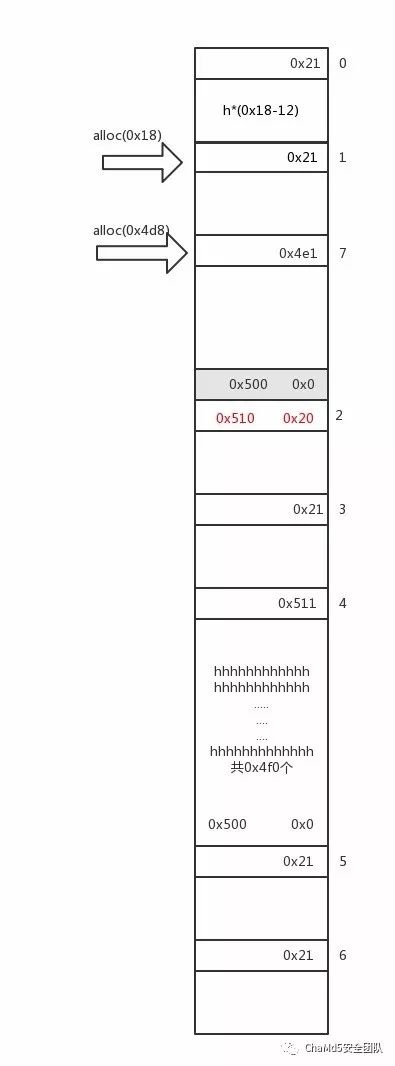 0x21 0
h*(0x18-12)
alloc(0x18)
0x21 1
alloc(0x4d8)
0x4e1 7
0x500 0x0
0x510 0x20 2
0x21 3
0x511 4
hhhhhhhhhhhh
hhhhhhhhhhhh
.....
....
....
hhhhhhhhhhhhh
共0x4f0个
0x500 0x0
0x21 5
0x21 6
ChaMd5安全团队